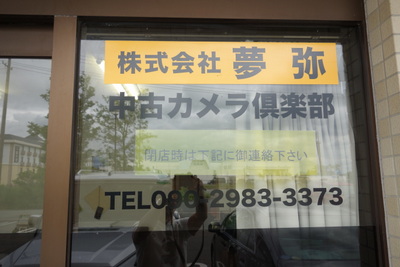 株式会社 夢 弥
中古カメラ倶楽部
閉店時は下記に御連絡下さい
TEL090-2983-3373